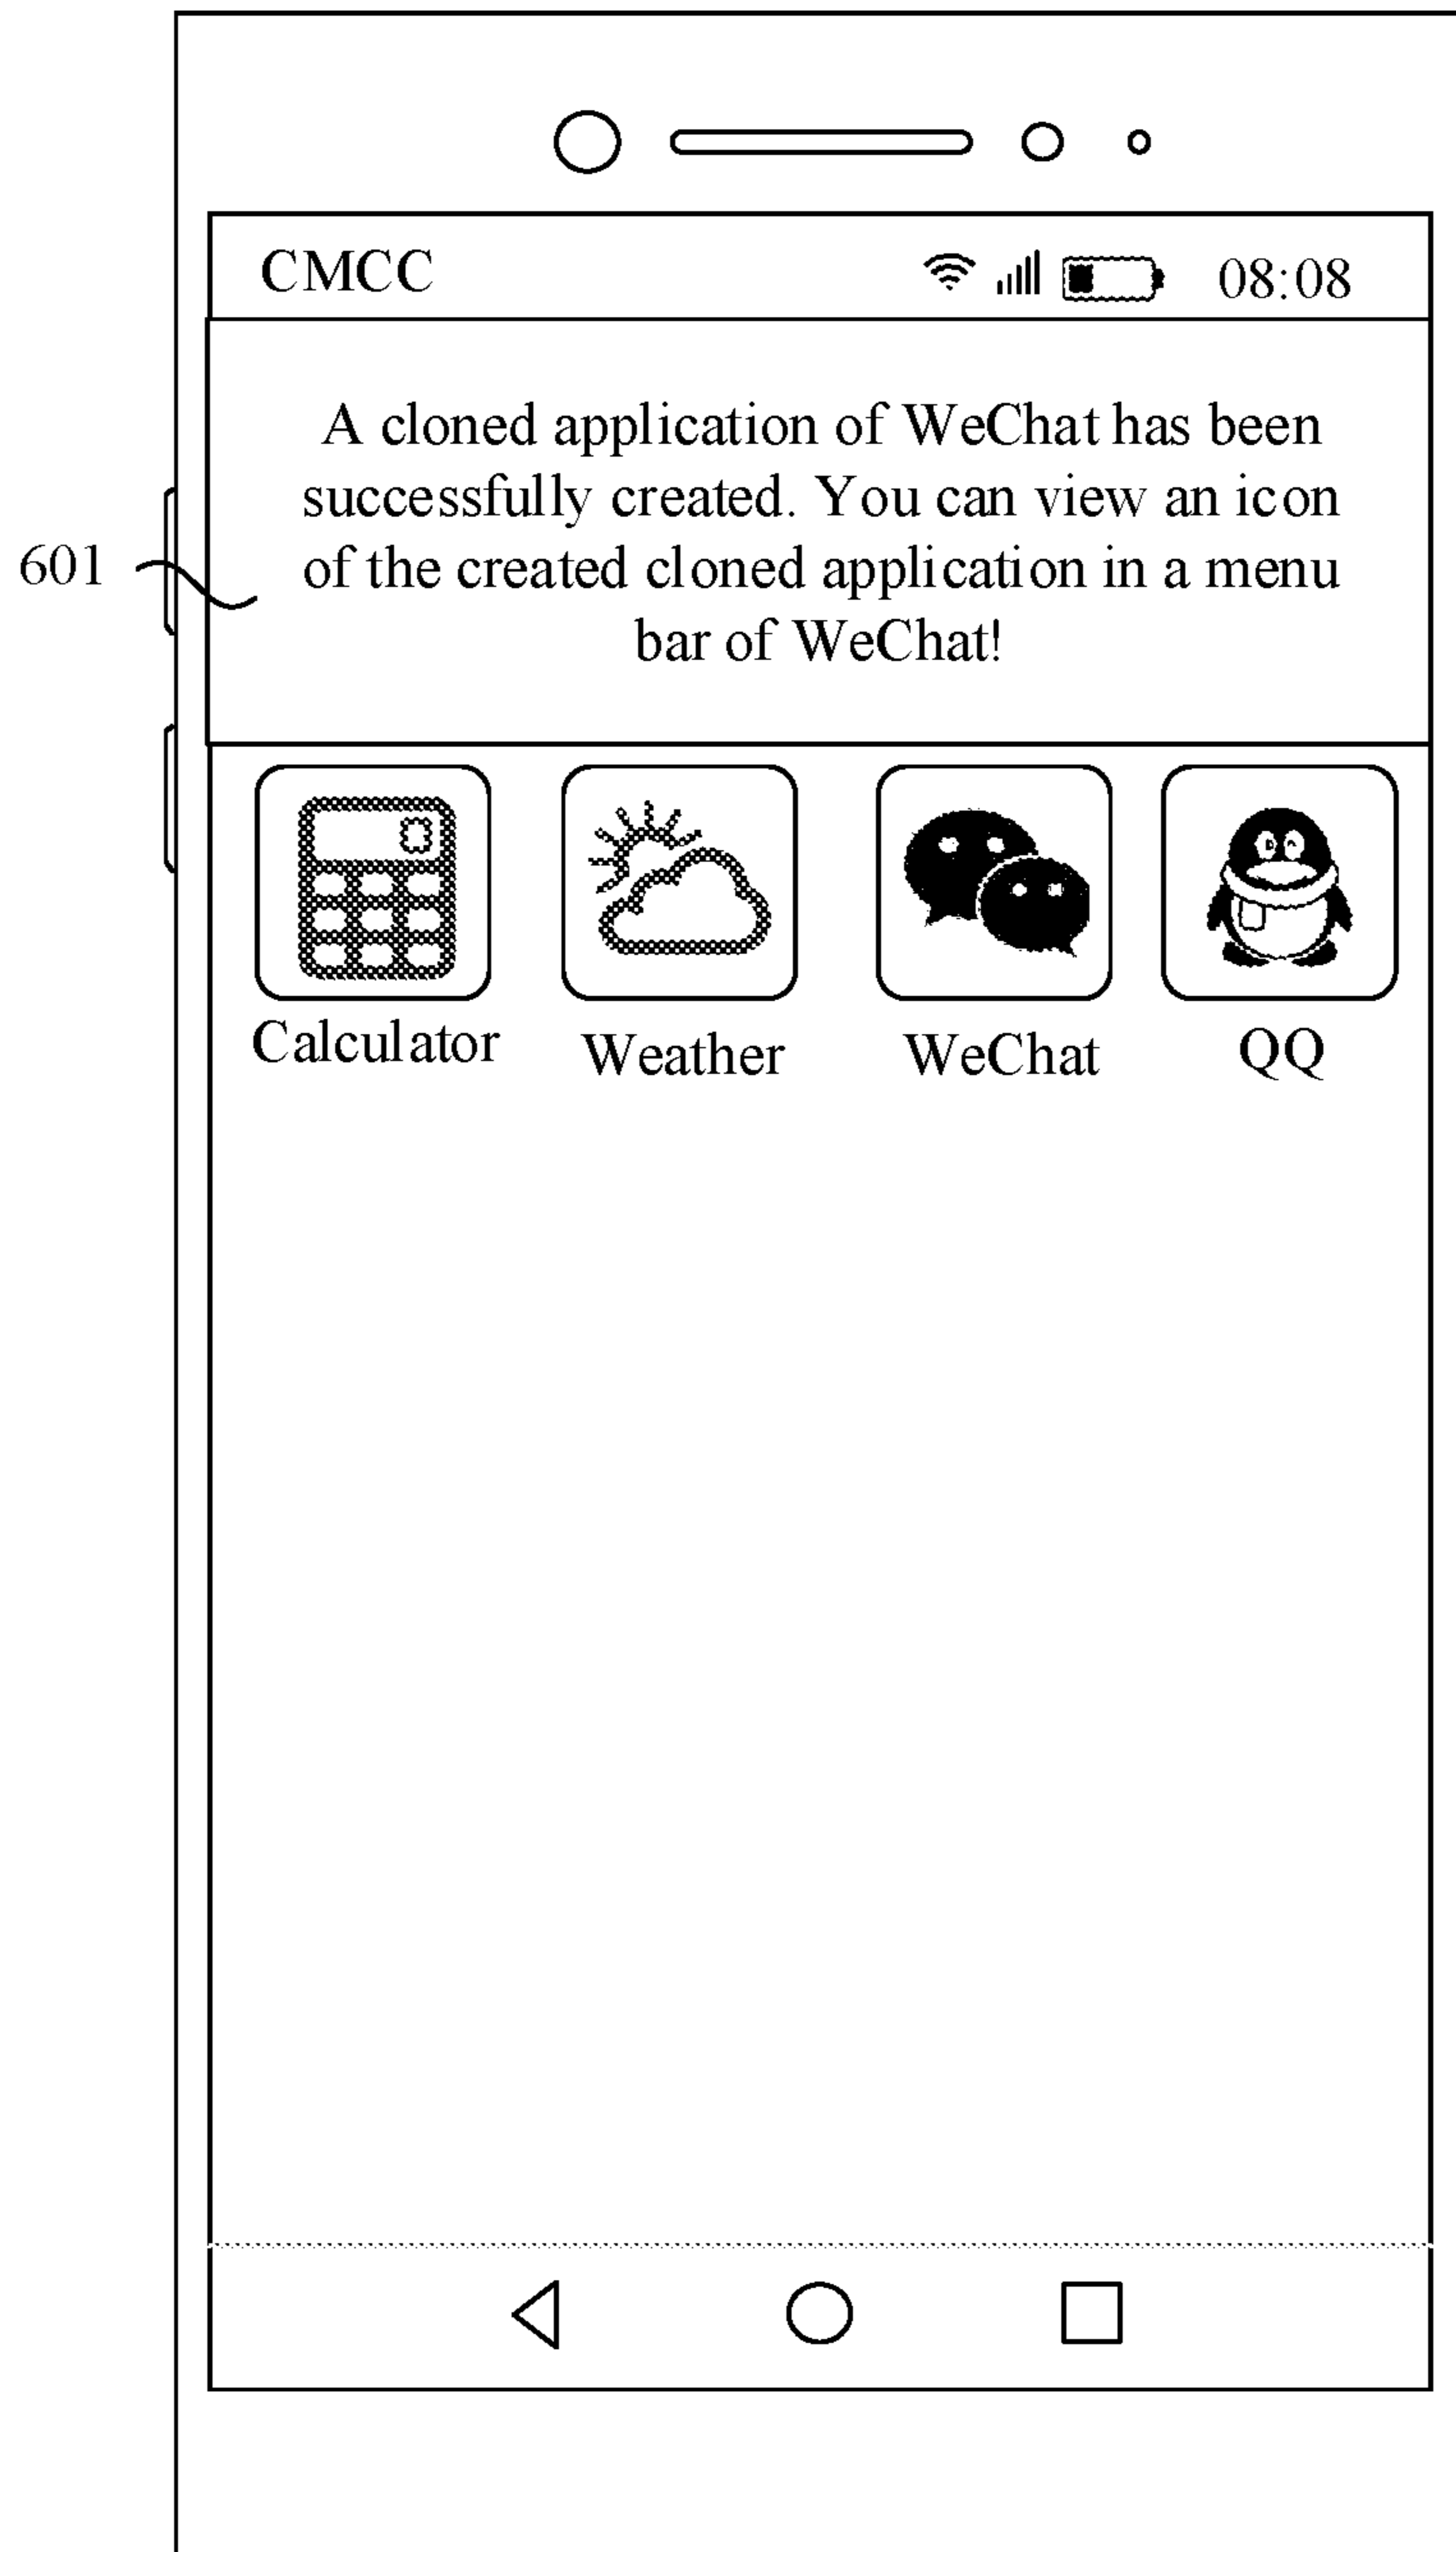 CMCC 08:08
A cloned application of WeChat has been
successfully created. You can view an icon
of the created cloned application in a menu
bar of WeChat!
601
Calculator Weather WeChat QQ